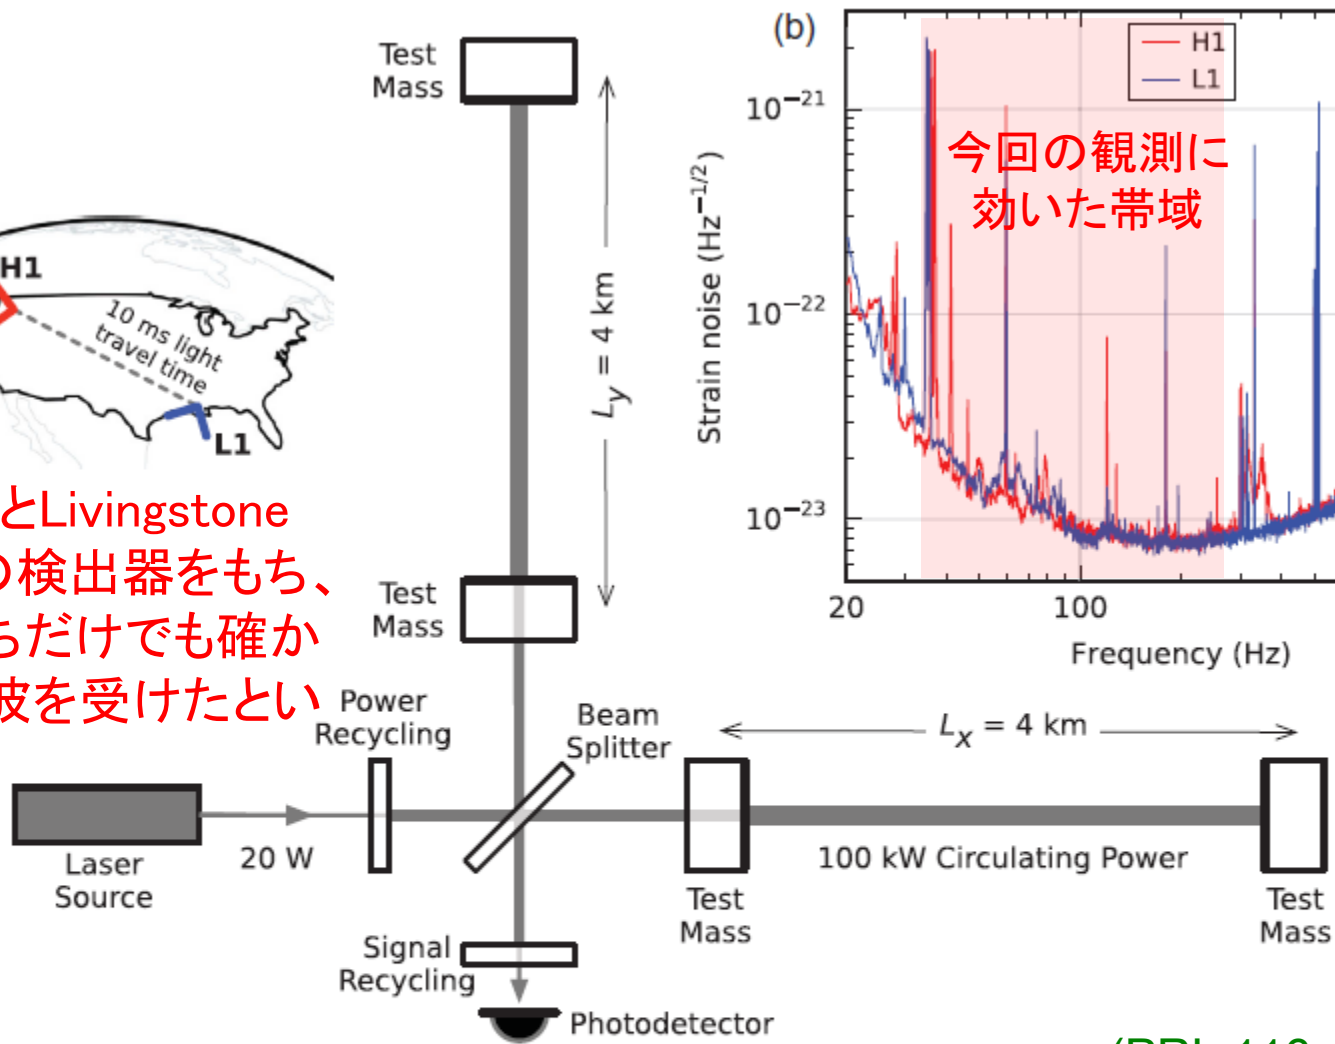 Test
Mass
(b)
H1
L1
10−21
10−22
10−23
今回の観測に
効いた帯域
Strain noise (Hz−1/2)
20
100
Frequency (Hz)
H1
10 ms light
travel time
L1
Ly = 4 km
とLivingstone
の検出器をもち、
ちだけでも確か
波を受けたとい
Test
Mass
Power
Recycling
Beam
Splitter
Lx = 4 km
Laser
Source
20 W
100 kW Circulating Power
Test
Mass
Test
Mass
Signal
Recycling
Photodetector